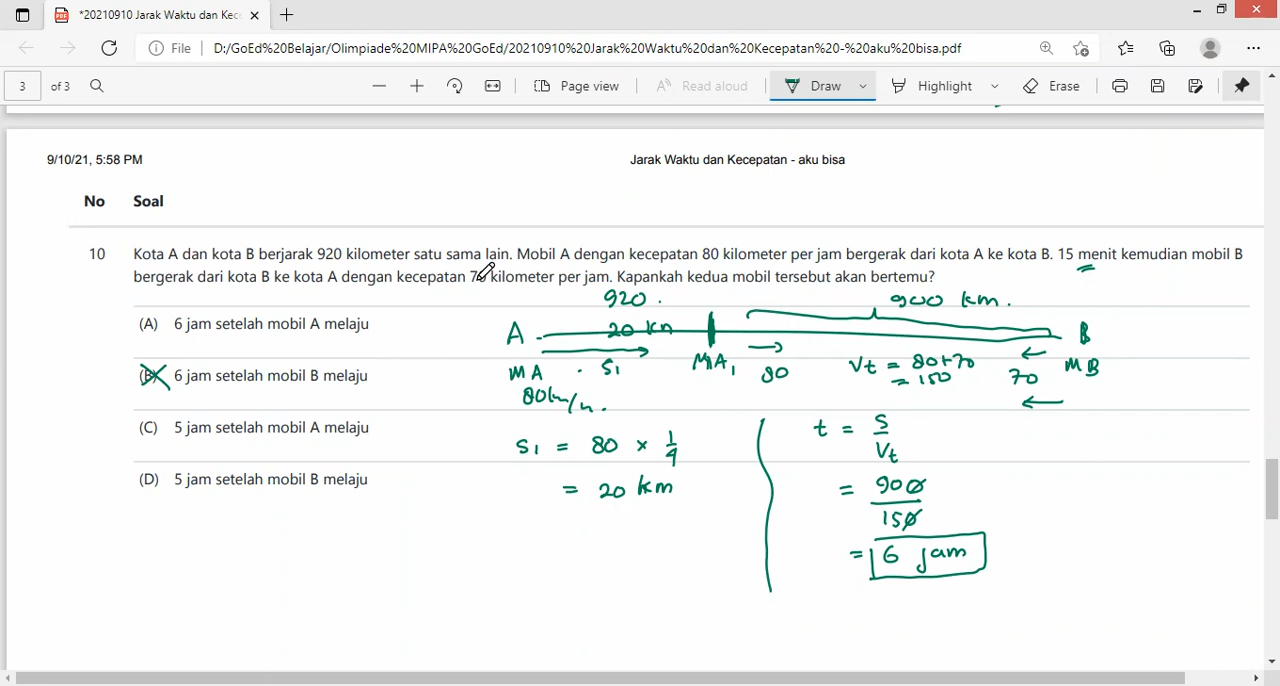 *20210910 Jarak Waktu dan Kec
File D:/GoEd%20Belajar/Olimpiade%20MIPA%20GoEd/20210910%20Jarak%20Waktu%20dan%20Kecepatan%20-%20aku%20bisa.pdf
3 of 3 Page view Read aloud Draw Highlight Erase
9/10/21, 5:58 PM Jarak Waktu dan Kecepatan - aku bisa
No Soal
10 Kota A dan kota B berjarak 920 kilometer satu sama lain. Mobil A dengan kecepatan 80 kilometer per jam bergerak dari kota A ke kota B. 15 menit kemudian mobil B
bergerak dari kota B ke kota A dengan kecepatan 70 kilometer per jam. Kapankah kedua mobil tersebut akan bertemu?
920. 900 km.
(A) 6 jam setelah mobil A melaju
A 20 km B
(B) 6 jam setelah mobil B melaju
MA S1 MA1 80 Vt = 80+70 70 MB
= 150
80km/
(C) 5 jam setelah mobil A melaju
S1 = 80 × 1/4
t = S/Vt
(D) 5 jam setelah mobil B melaju
= 20 km
= 900/150
= 6 jam